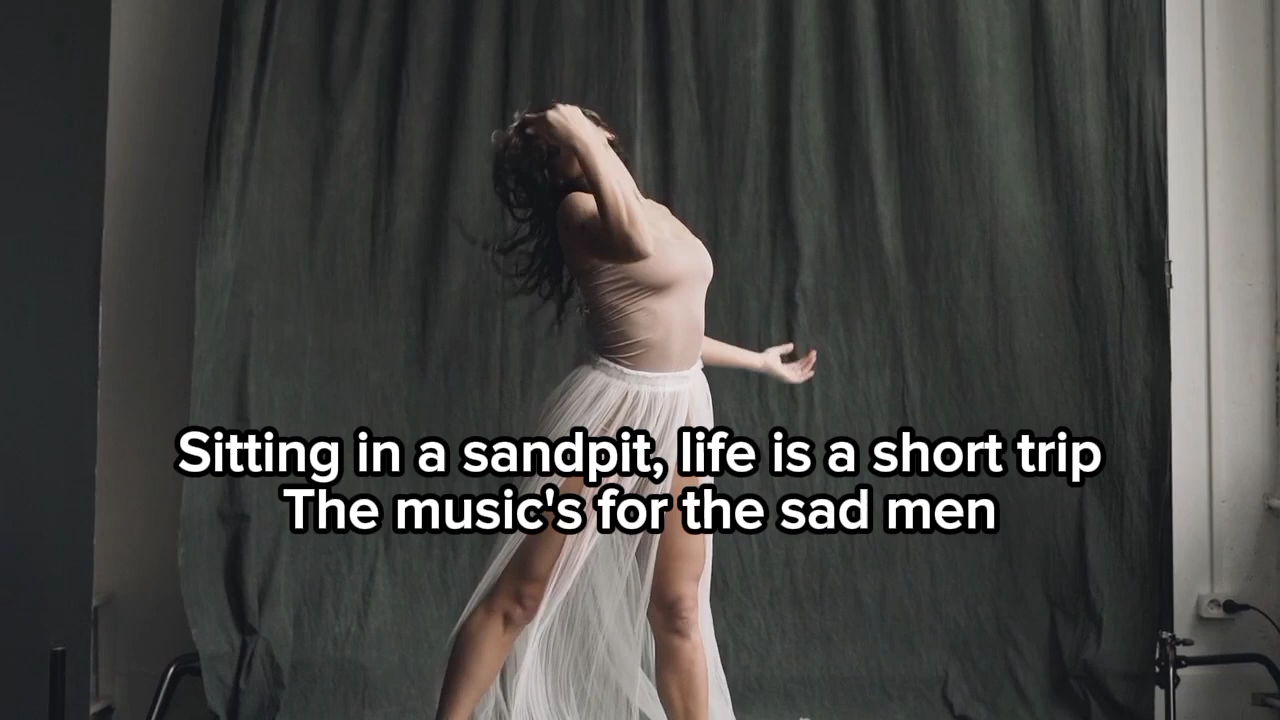 Sitting in a sandpit, life is a short trip
The music's for the sad men